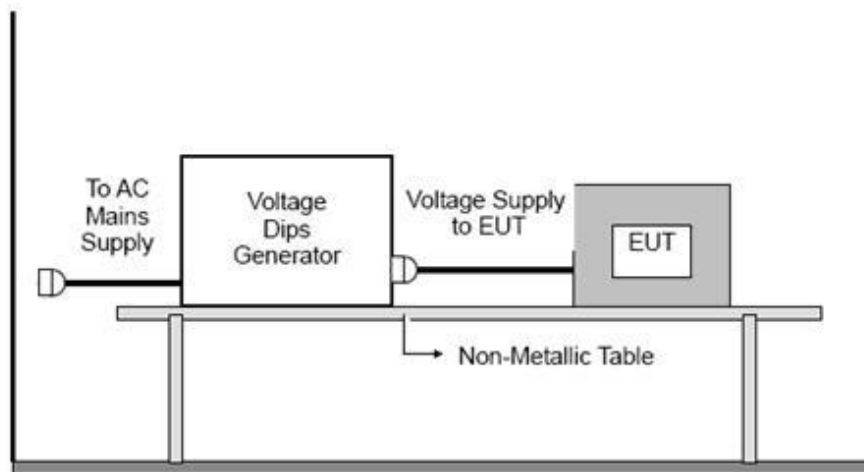 To AC
Mains
Supply
Voltage
Dips
Generator
Voltage Supply
to EUT
EUT
Non-Metallic Table